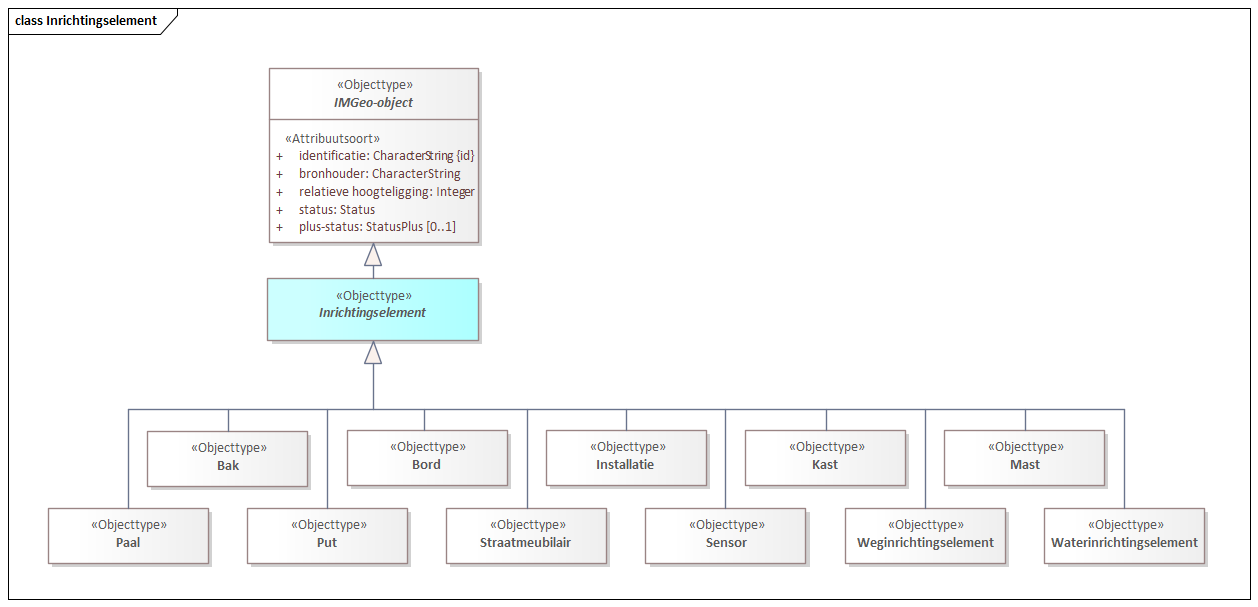 class Inrichtingselement
«Objecttype»
IMGeo-object
«Attribuutsoort»
+ identificatie: CharacterString {id}
+ bronhouder: CharacterString
+ relatieve hoogteligging: Integer
+ status: Status
+ plus-status: StatusPlus [0..1]
«Objecttype»
Inrichtingselement
«Objecttype»
Bak
«Objecttype»
Bord
«Objecttype»
Installatie
«Objecttype»
Kast
«Objecttype»
Mast
«Objecttype»
Paal
«Objecttype»
Put
«Objecttype»
Straatmeubilair
«Objecttype»
Sensor
«Objecttype»
Weginrichtingselement
«Objecttype»
Waterinrichtingselement